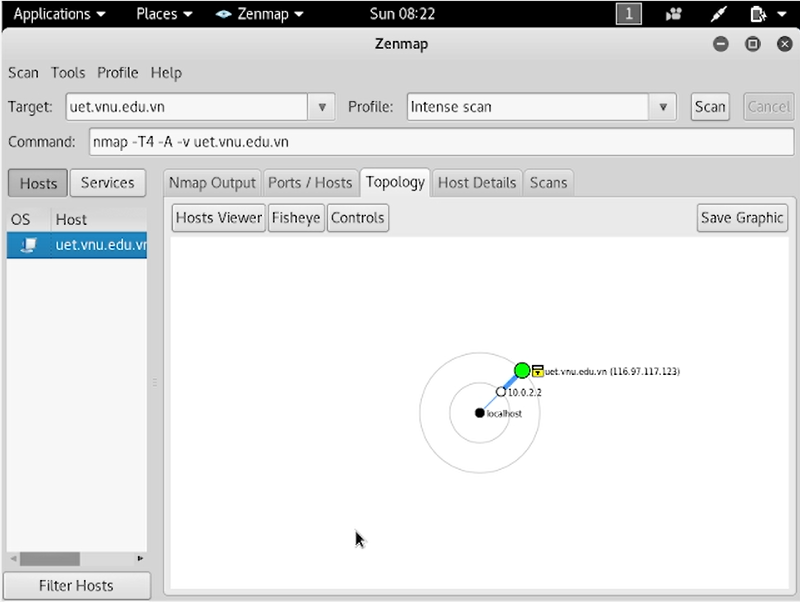 Applications Places Zenmap Sun 08:22 1
Zenmap
Scan Tools Profile Help
Target: uet.vnu.edu.vn Profile: Intense scan Scan Cancel
Command: nmap -T4 -A -v uet.vnu.edu.vn
Hosts Services Nmap Output Ports / Hosts Topology Host Details Scans
OS Host Hosts Viewer Fisheye Controls Save Graphic
uet.vnu.edu.vn
uet.vnu.edu.vn (116.97.117.123)
10.0.2.2
localhost
Filter Hosts